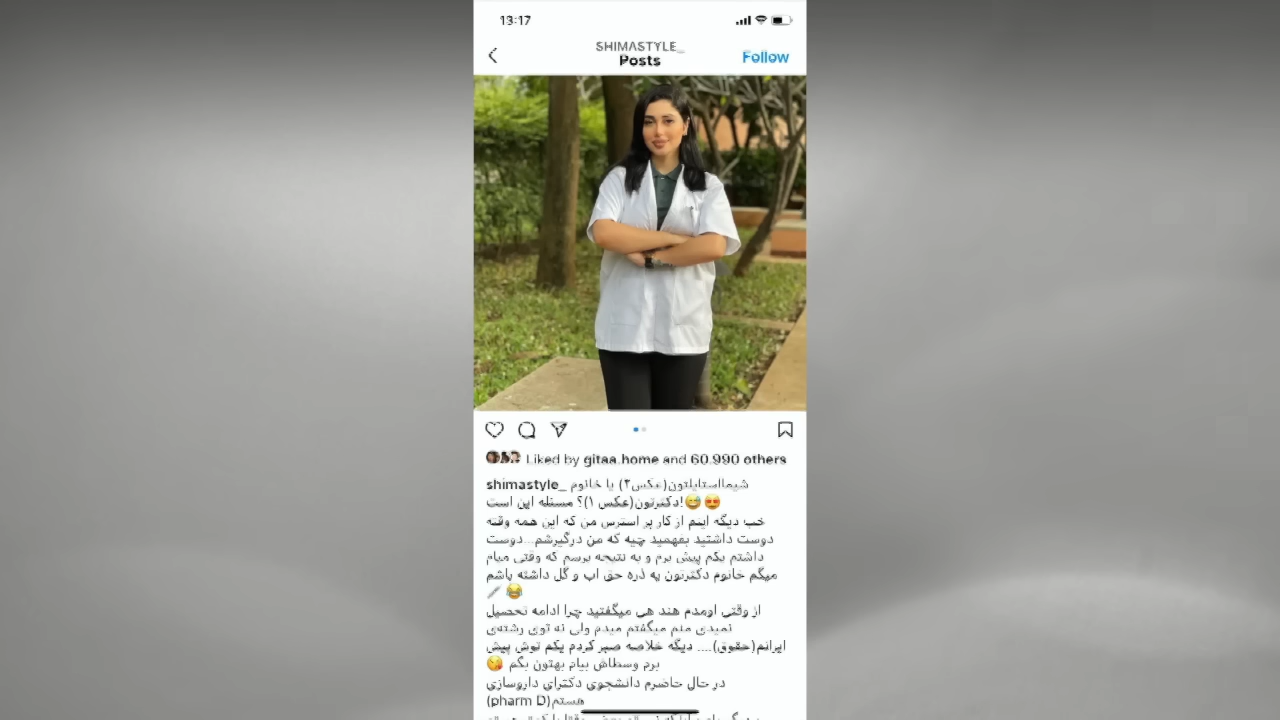 13:17
SHIMASTYLE_
Posts
Follow
Liked by gitaa.home and 60,990 others
shimastyle_ شیمااستایلتون(عکس۲) یا خانوم
دکترتون(عکس ۱)؟ مسئله این است!😅😍
خب دیگه اینم از کار پر استرس من که این همه وقته
دوست داشتید بفهمید چیه که من درگیرشم...دوست
داشتم یکم پیش برم و به نتیجه برسم که وقتی میام
میگم خانوم دکترتون یه ذره حق اب و گل داشته باشم
😂
از وقتی اومدم هند هی میگفتید چرا ادامه تحصیل
نمیدی منم میگفتم میدم ولی نه توی رشته‌ی
ایرانم(حقوق).... دیگه خلاصه صبر کردم یکم توش پیش
برم وسطاش بیام بهتون بگم 😘
در حال حاضرم دانشجوی دکترای داروسازی
(pharm D)هستم